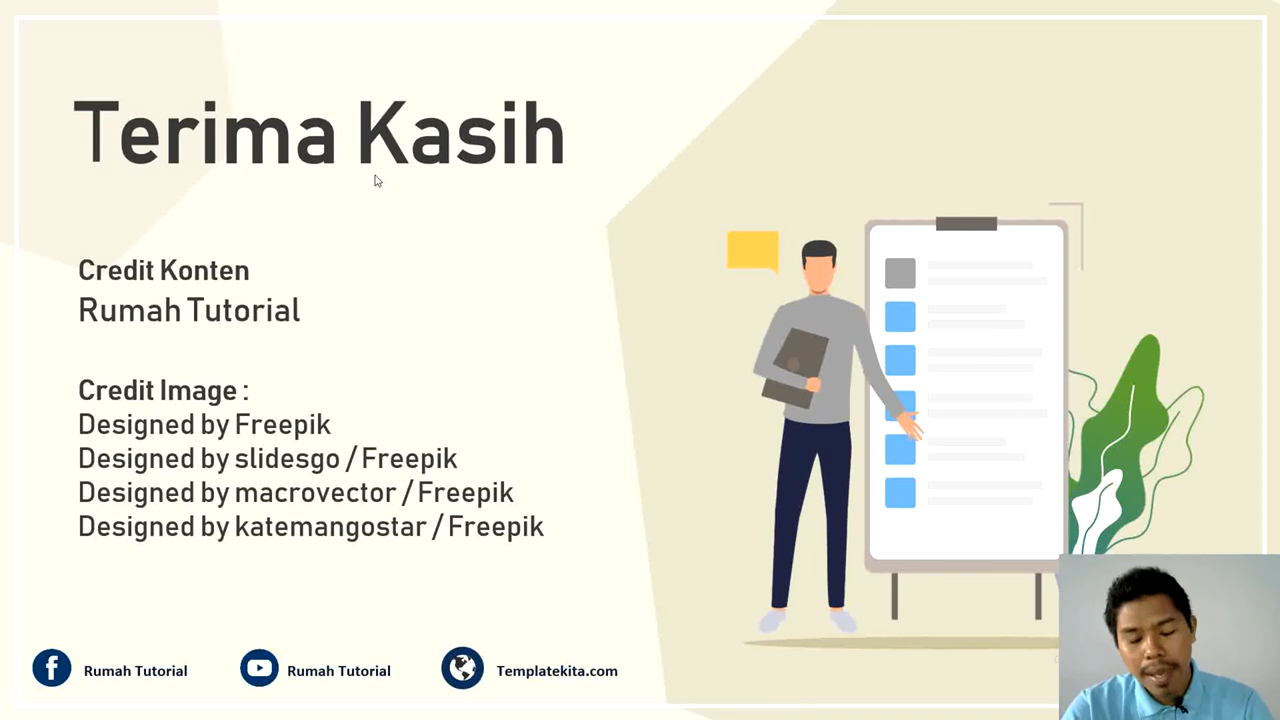 Terima Kasih
Credit Konten
Rumah Tutorial
Credit Image :
Designed by Freepik
Designed by slidesgo / Freepik
Designed by macrovector / Freepik
Designed by katemangostar / Freepik
Rumah Tutorial
Rumah Tutorial
Templatekita.com